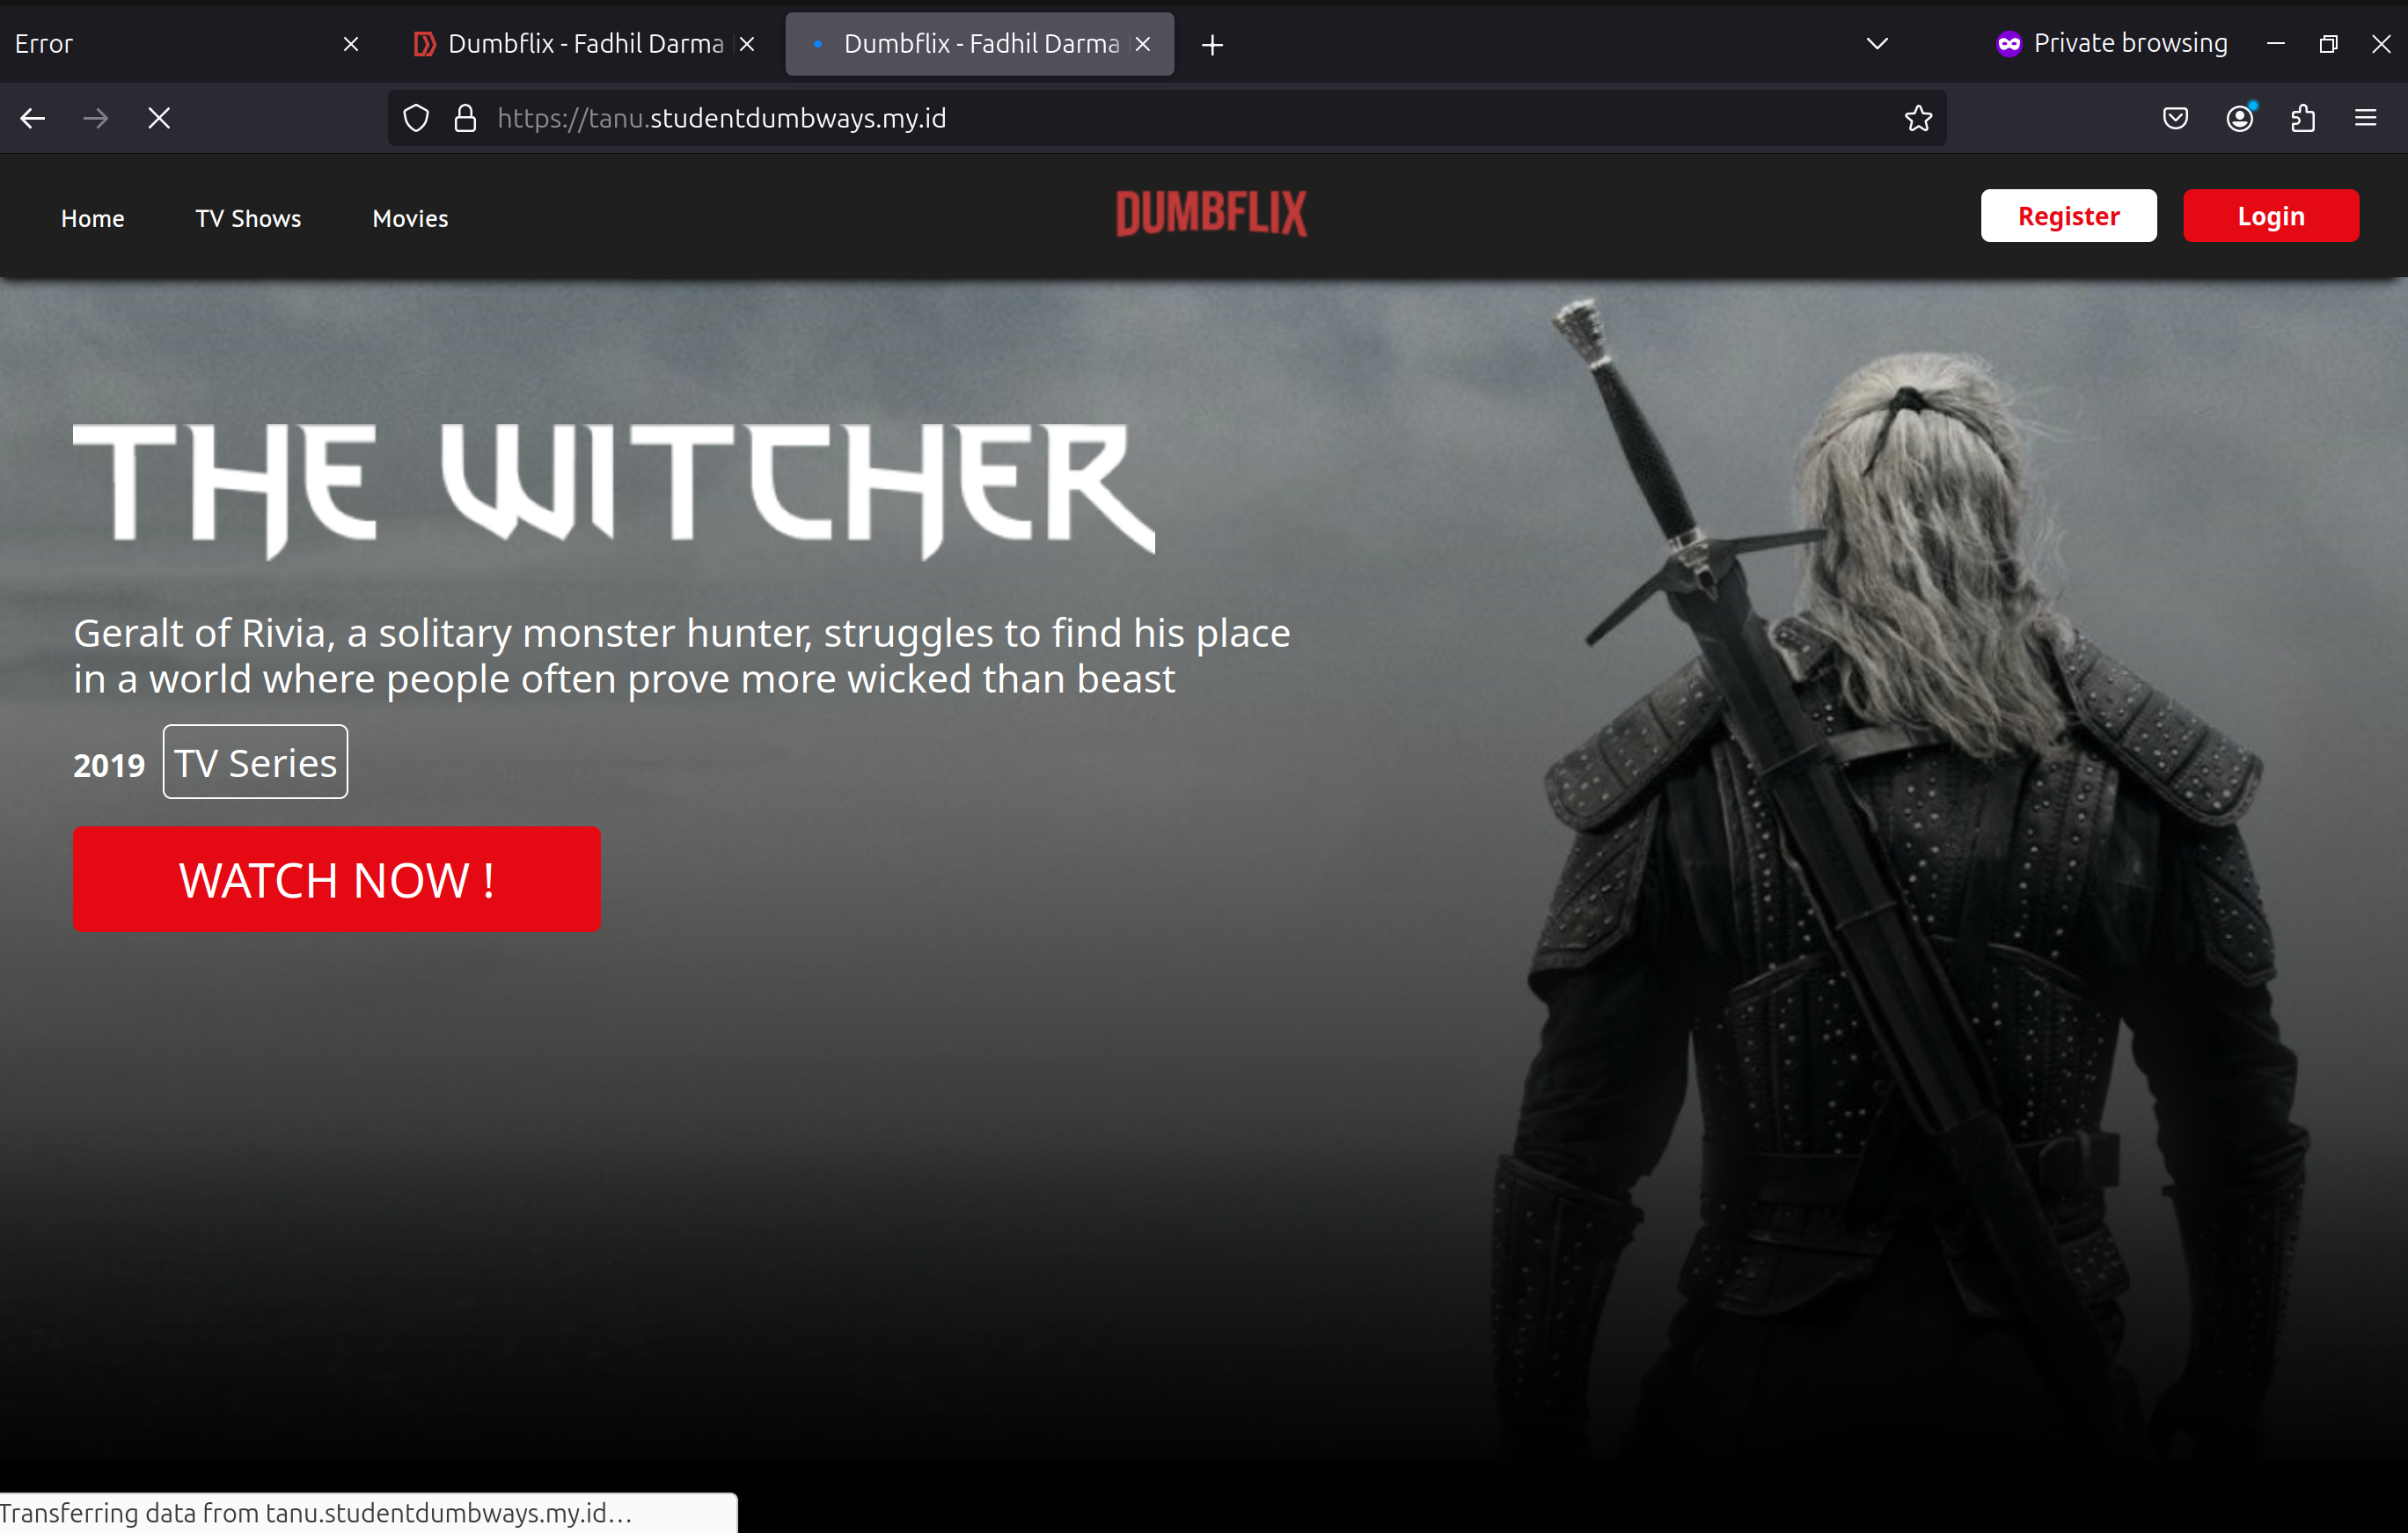 Error
Dumbflix - Fadhil Darma
Dumbflix - Fadhil Darma
Private browsing
https://tanu.studentdumbways.my.id
Home
TV Shows
Movies
DUMBFLIX
Register
Login
THE WITCHER
Geralt of Rivia, a solitary monster hunter, struggles to find his place
in a world where people often prove more wicked than beast
2019 TV Series
WATCH NOW !
Transferring data from tanu.studentdumbways.my.id…